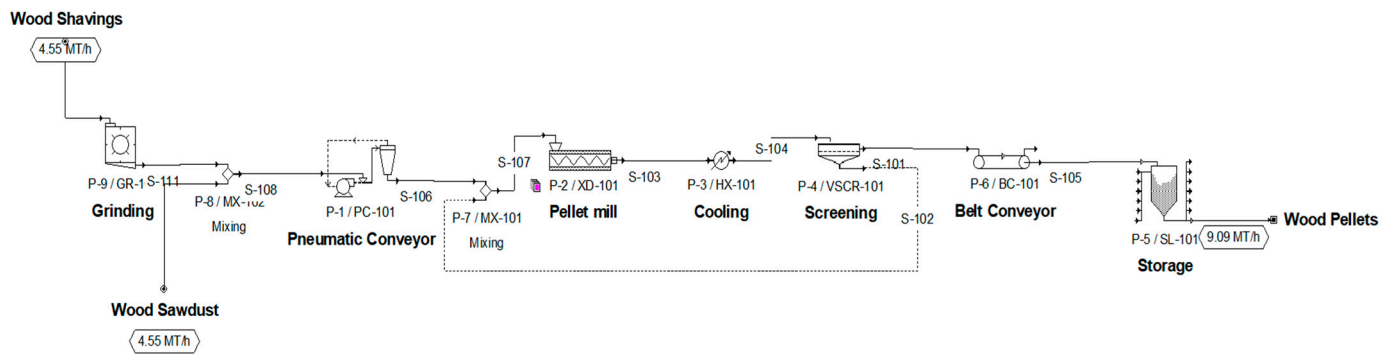 Wood Shavings
4.55 MT/h
P-9 / GR-1
S-111
Grinding
Wood Sawdust
4.55 MT/h
S-108
P-8 / MX-102
Mixing
P-1 / PC-101
Pneumatic Conveyor
S-106
P-7 / MX-101
Mixing
S-107
P-2 / XD-101
Pellet mill
S-103
P-3 / HX-101
Cooling
S-104
P-4 / VSCR-101
Screening
S-101
S-102
P-6 / BC-101
Belt Conveyor
S-105
P-5 / SL-101
Storage
9.09 MT/h
Wood Pellets